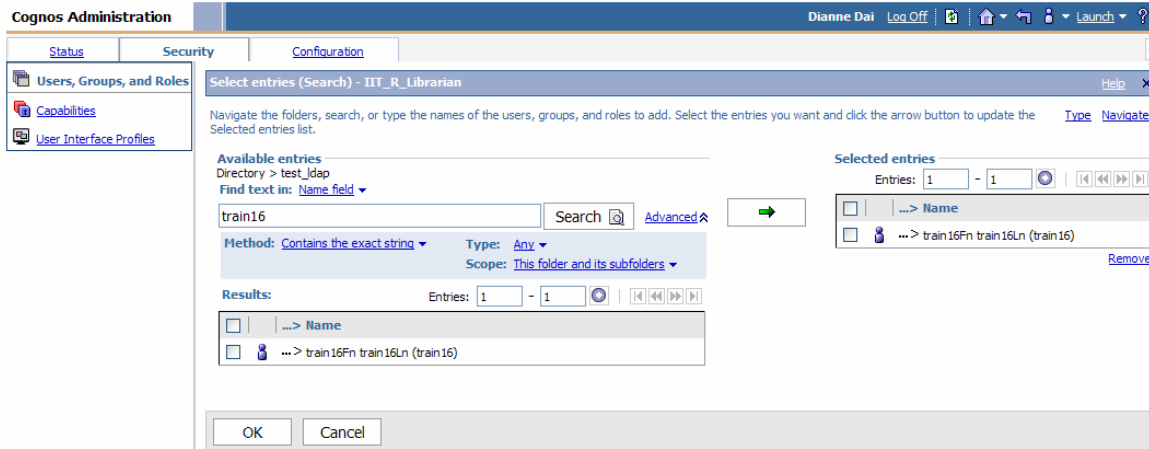 Cognos Administration
Dianne Dai Log Off Launch ?
Status Security Configuration
Users, Groups, and Roles
Capabilities
User Interface Profiles
Select entries (Search) - IIT_R_Librarian Help X
Navigate the folders, search, or type the names of the users, groups, and roles to add. Select the entries you want and click the arrow button to update the
Selected entries list.
Type Navigate
Available entries
Directory > test_ldap
Find text in: Name field
train16 Search Advanced
Method: Contains the exact string Type: Any
Scope: This folder and its subfolders
Results: Entries: 1 - 1
...> Name
...> train16Fn train16Ln (train16)
Selected entries
Entries: 1 - 1
...> Name
...> train16Fn train16Ln (train16)
Remove
OK Cancel